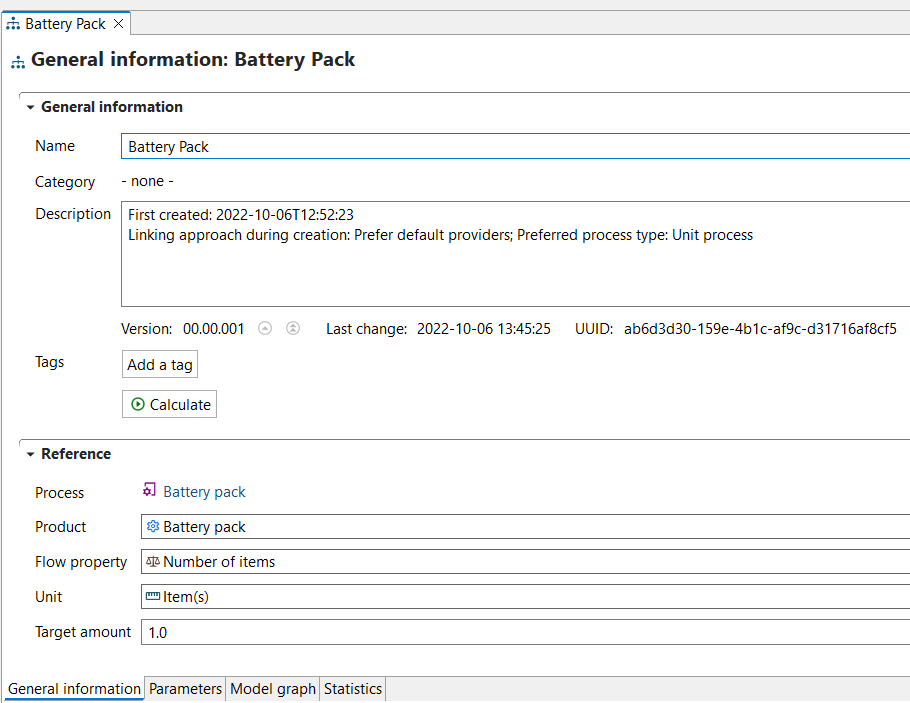 Battery Pack
General information: Battery Pack
General information
Name Battery Pack
Category - none -
Description First created: 2022-10-06T12:52:23
Linking approach during creation: Prefer default providers; Preferred process type: Unit process
Version: 00.00.001 Last change: 2022-10-06 13:45:25 UUID: ab6d3d30-159e-4b1c-af9c-d31716af8cf5
Tags Add a tag
Calculate
Reference
Process Battery pack
Product Battery pack
Flow property Number of items
Unit Item(s)
Target amount 1.0
General information Parameters Model graph Statistics